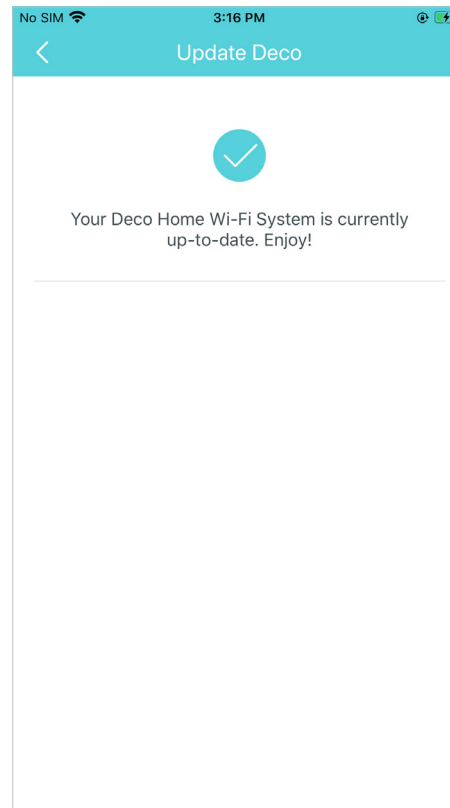 No SIM 3:16 PM
Update Deco
Your Deco Home Wi-Fi System is currently
up-to-date. Enjoy!